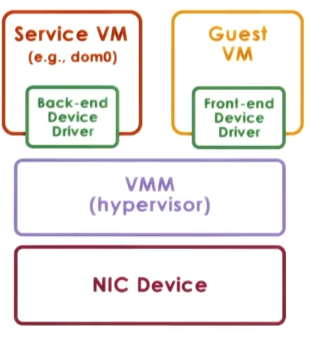 Service VM
(e.g., dom0)
Guest
VM
Back-end
Device
Driver
Front-end
Device
Driver
VMM
(hypervisor)
NIC Device